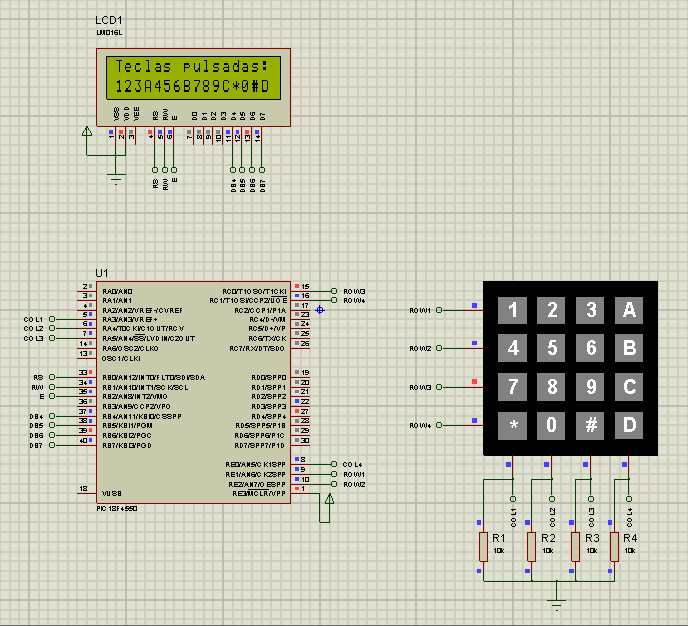 LCD1
LM016L
Teclas pulsadas:
123A456B789C*0#D
VSS VDD VEE RS RW E D0 D1 D2 D3 D4 D5 D6 D7
1 2 3 4 5 6 7 8 9 10 11 12 13 14
RS RW E DB4 DB5 DB6 DB7
U1
2 RA0/AN0 RC0/T1OSO/T1CKI 15 ROW3
3 RA1/AN1 RC1/T1OSI/CCP2/UOE 16 ROW4
4 RA2/AN2/VREF-/CVREF RC2/CCP1/P1A 17
COL1 5 RA3/AN3/VREF+ RC4/D-/VM 23
COL2 6 RA4/T0CKI/C1OUT/RCV RC5/D+/VP 24
COL3 7 RA5/AN4/SS/LVDIN/C2OUT RC6/TX/CK 25
14 RA6/OSC2/CLKO RC7/RX/DT/SDO 26
13 OSC1/CLKI
RS 33 RB0/AN12/INT0/FLT0/SDI/SDA RD0/SPP0 19
RW 34 RB1/AN10/INT1/SCK/SCL RD1/SPP1 20
E 35 RB2/AN8/INT2/VMO RD2/SPP2 21
36 RB3/AN9/CCP2/VPO RD3/SPP3 22
DB4 37 RB4/AN11/KBI0/CSSPP RD4/SPP4 27
DB5 38 RB5/KBI1/PGM RD5/SPP5/P1B 28
DB6 39 RB6/KBI2/PGC RD6/SPP6/P1C 29
DB7 40 RB7/KBI3/PGD RD7/SPP7/P1D 30
RE0/AN5/CK1SPP 8 COL4
RE1/AN6/CK2SPP 9 ROW1
RE2/AN7/OESPP 10 ROW2
18 VUSB RE3/MCLR/VPP 1
PIC18F4550
ROW1 1 2 3 A
ROW2 4 5 6 B
ROW3 7 8 9 C
ROW4 * 0 # D
COL1 COL2 COL3 COL4
R1 R2 R3 R4
10k 10k 10k 10k